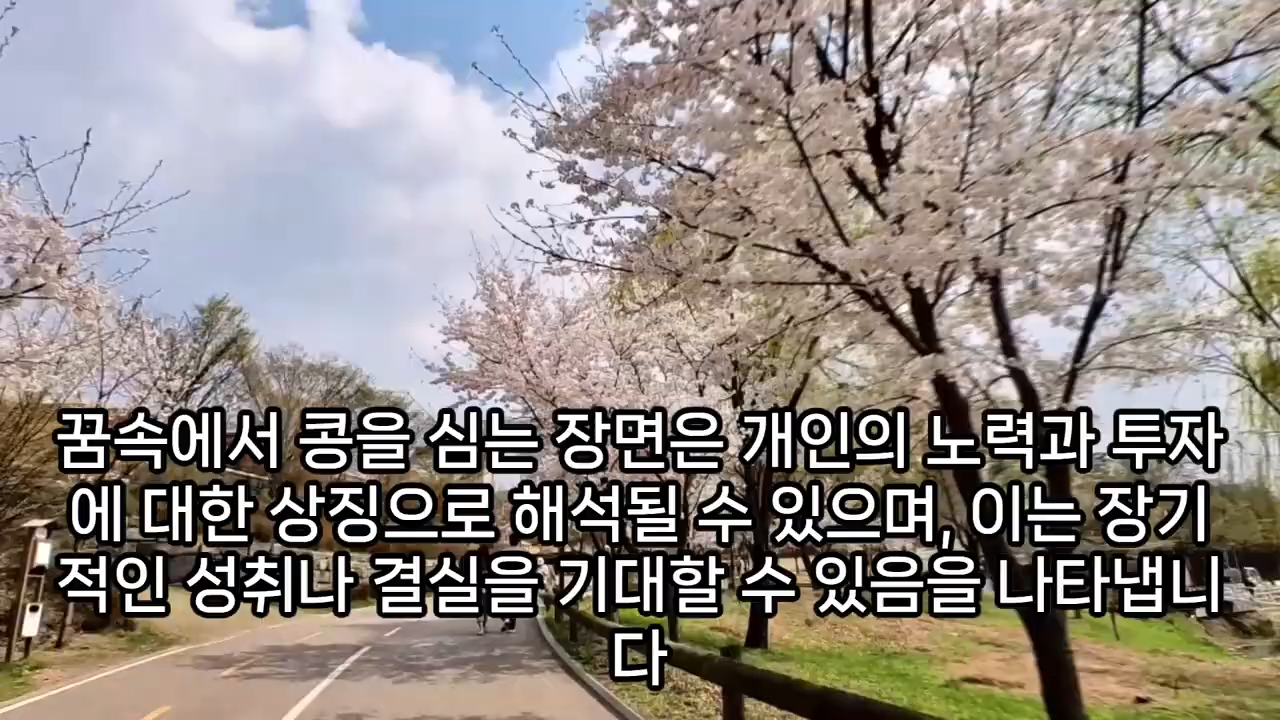 꿈속에서 콩을 심는 장면은 개인의 노력과 투자
에 대한 상징으로 해석될 수 있으며, 이는 장기
적인 성취나 결실을 기대할 수 있음을 나타냅니
다